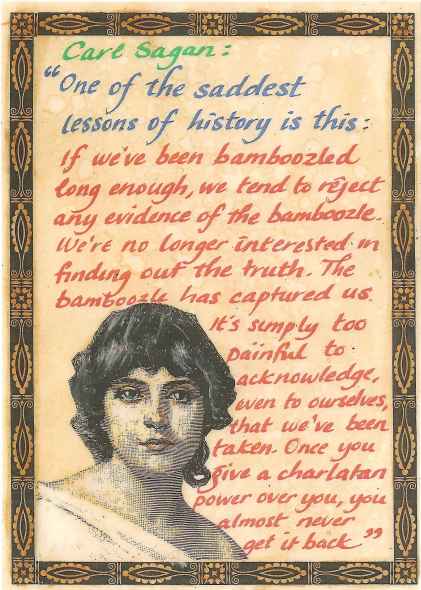 Carl Sagan:
"One of the saddest
lessons of history is this:
If we've been bamboozled
long enough, we tend to reject
any evidence of the bamboozle.
We're no longer interested in
finding out the truth. The
bamboozle has captured us.
It's simply too
painful to
acknowledge,
even to ourselves,
that we've been
taken. Once you
give a charlatan
power over you, you
almost never
get it back"